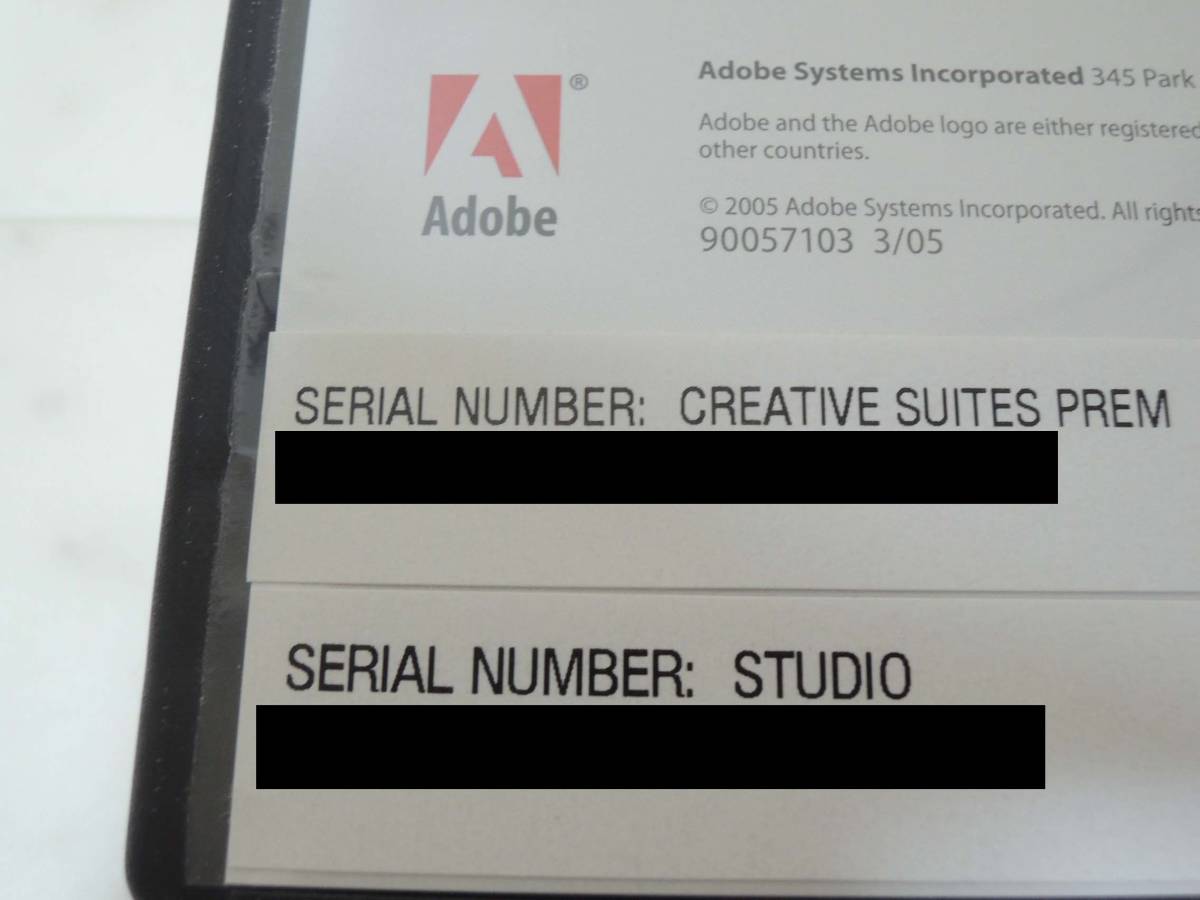 Adobe®
Adobe Systems Incorporated 345 Park
Adobe and the Adobe logo are either registered
other countries.
© 2005 Adobe Systems Incorporated. All rights
90057103 3/05
SERIAL NUMBER: CREATIVE SUITES PREM
SERIAL NUMBER: STUDIO